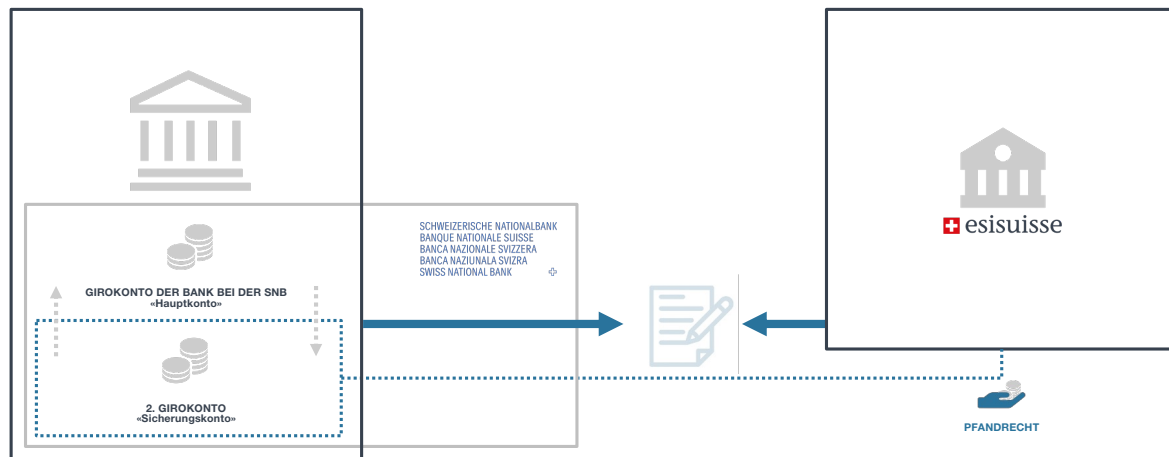 SCHWEIZERISCHE NATIONALBANK
BANQUE NATIONALE SUISSE
BANCA NAZIONALE SVIZZERA
BANCA NAZIUNALA SVIZRA
SWISS NATIONAL BANK
esisuisse
GIROKONTO DER BANK BEI DER SNB
«Hauptkonto»
2. GIROKONTO
«Sicherungskonto»
PFANDRECHT